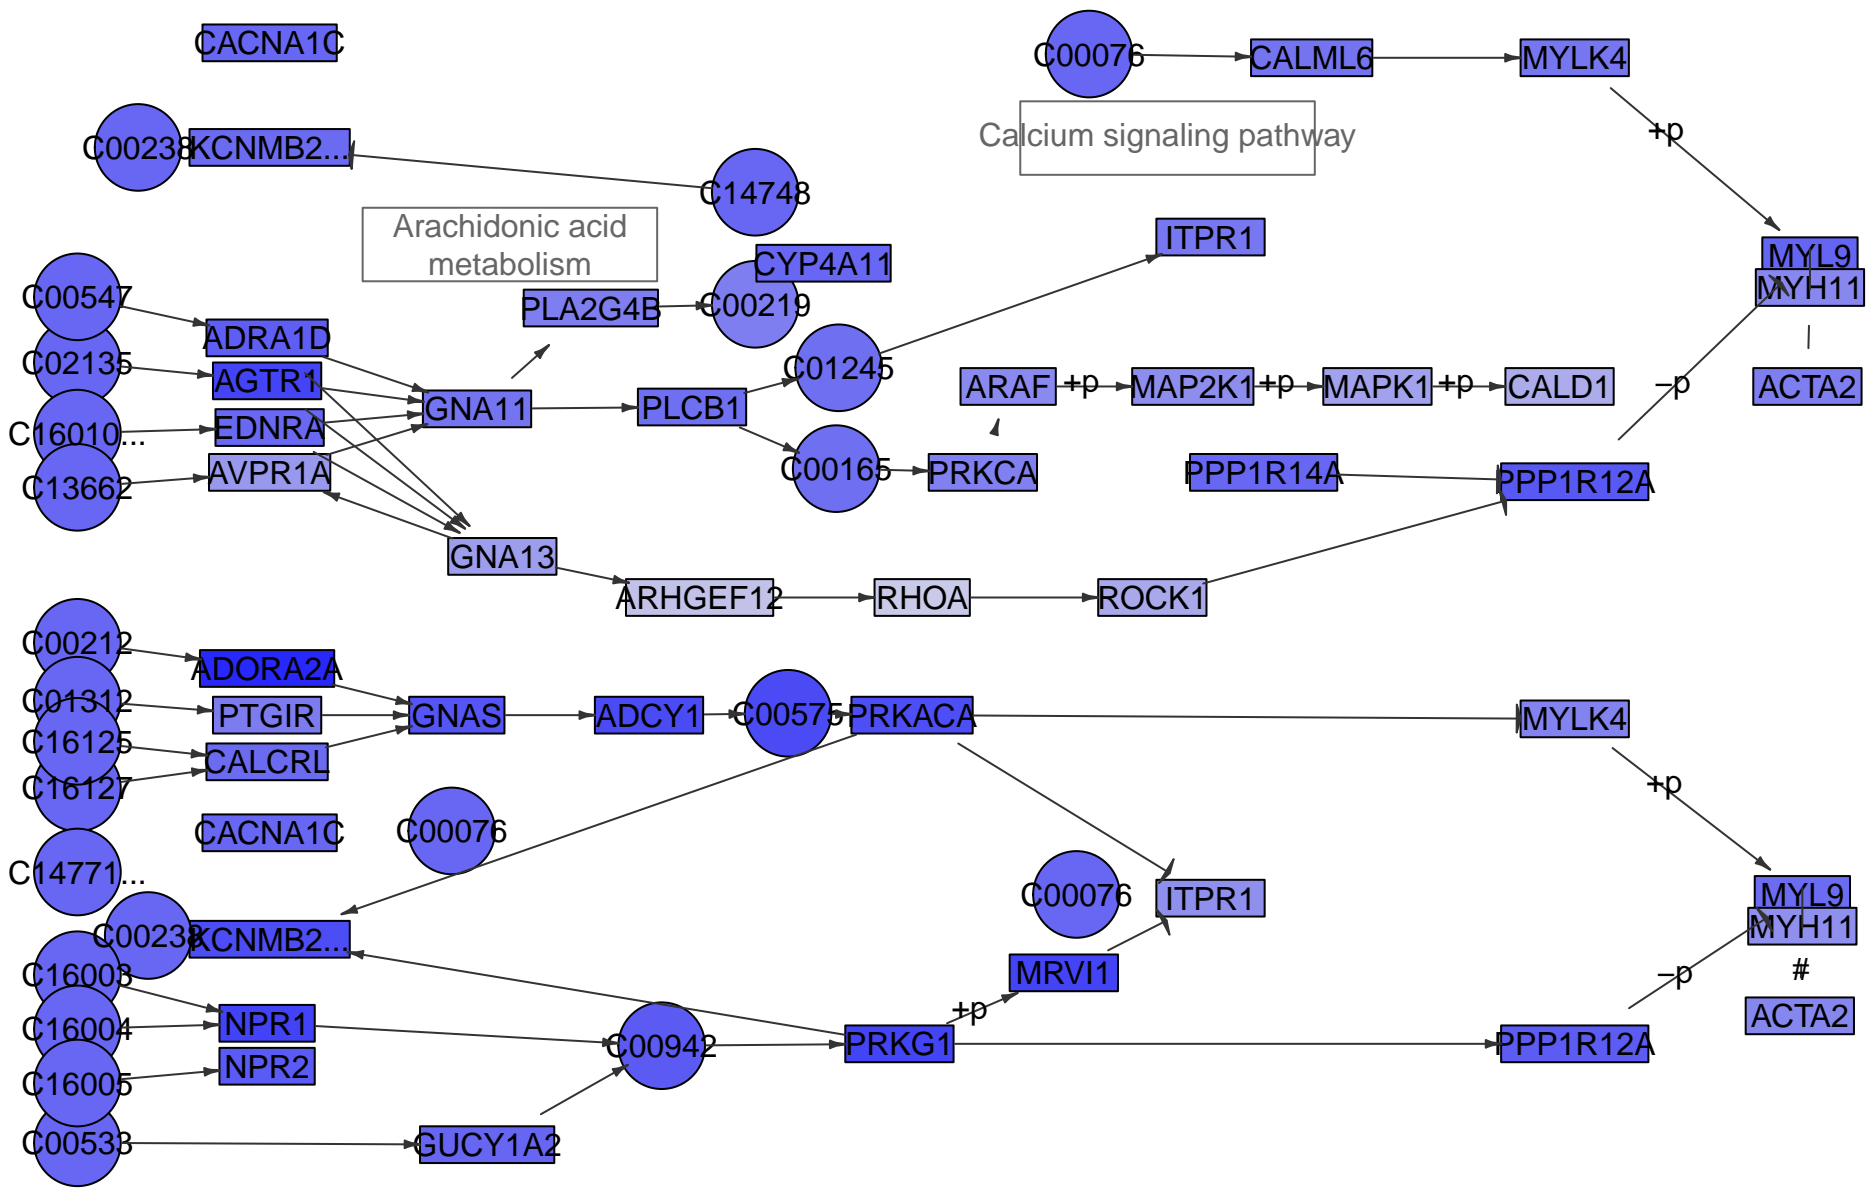 CACNA1C
C00076
CALML6
MYLK4
+p
Calcium signaling pathway
C00238
KCNMB2...
C14748
Arachidonic acid
metabolism
ITPR1
CYP4A11
MYL9
MYH11
C00547
PLA2G4B
C00219
ADRA1D
C02135
AGTR1
C01245
ARAF
+p
MAP2K1
+p
MAPK1
+p
CALD1
–p
ACTA2
GNA11
PLCB1
C16010...
EDNRA
C13662
AVPR1A
C00165
PRKCA
PPP1R14A
PPP1R12A
GNA13
ARHGEF12
RHOA
ROCK1
C00212
ADORA2A
C01312
PTGIR
GNAS
ADCY1
C00575
PRKACA
MYLK4
C16125
CALCRL
C16127
+p
CACNA1C
C00076
C14771...
C00076
ITPR1
MYL9
MYH11
C00238
KCNMB2...
C16003
MRVI1
–p
#
+p
C16004
NPR1
ACTA2
C00942
PRKG1
PPP1R12A
NPR2
C16005
C00533
GUCY1A2